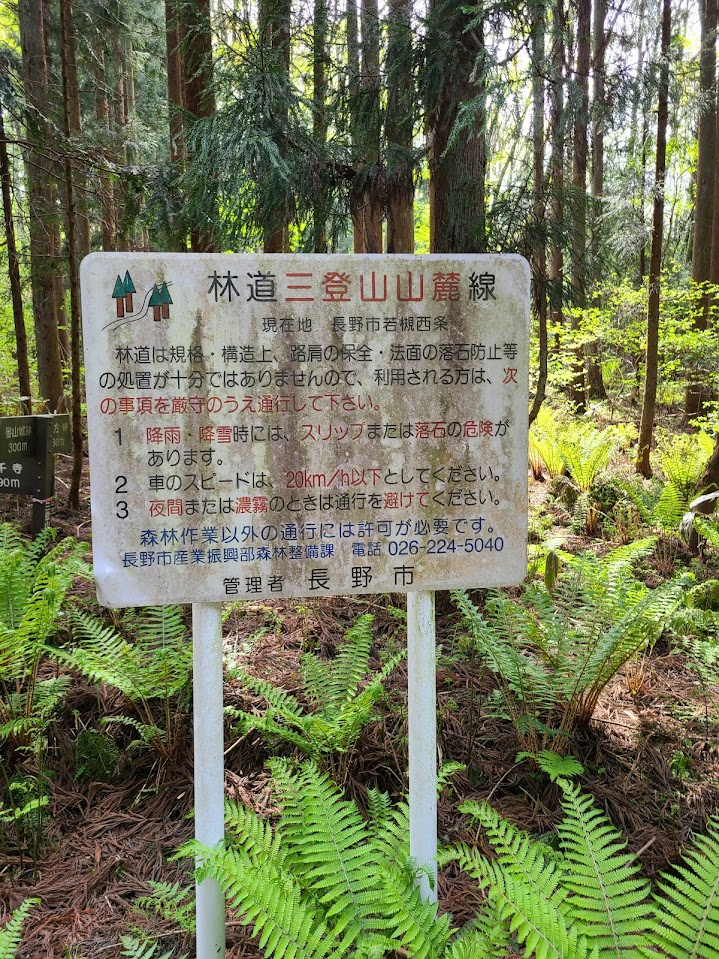 林道三登山山麓線
現在地　長野市若槻西条
林道は規格・構造上、路肩の保全・法面の落石防止等
の処置が十分ではありませんので、利用される方は、次
の事項を厳守のうえ通行して下さい。
1　降雨・降雪時には、スリップまたは落石の危険が
あります。
2　車のスピードは、20km/h以下としてください。
3　夜間または濃霧のときは通行を避けてください。
森林作業以外の通行には許可が必要です。
長野市産業振興部森林整備課　電話 026-224-5040
管理者　長野市
登山道
300m
寺
90m